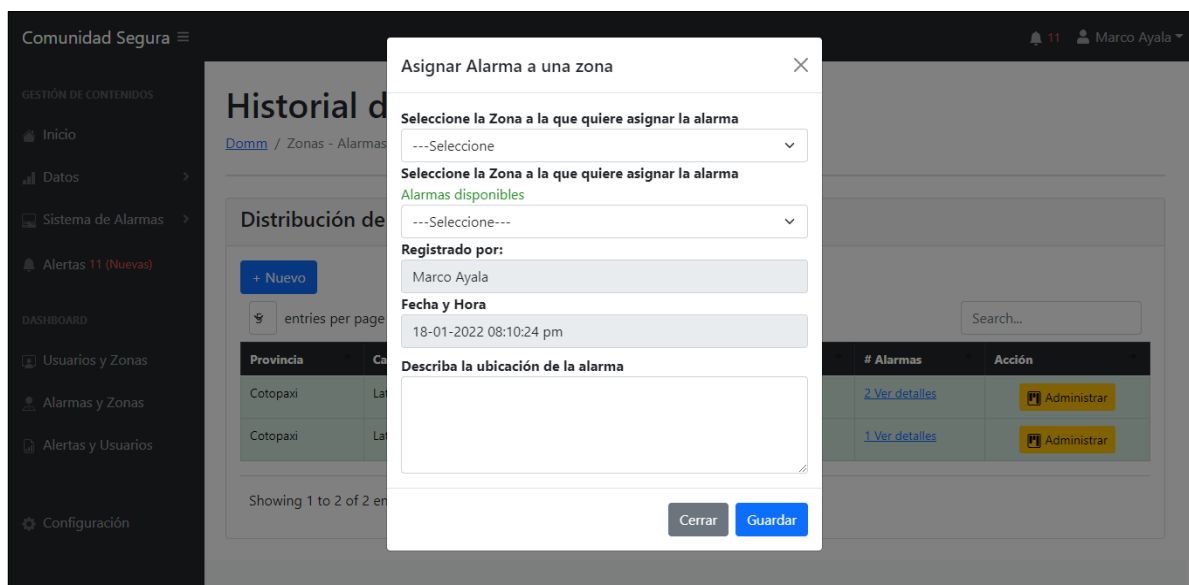 Comunidad Segura
11
Marco Ayala
Asignar Alarma a una zona
GESTIÓN DE CONTENIDOS
Inicio
Datos
Sistema de Alarmas
Alertas 11 (Nuevas)
DASHBOARD
Usuarios y Zonas
Alarmas y Zonas
Alertas y Usuarios
Configuración
Historial d
Domm / Zonas - Alarmas
Distribución de
+ Nuevo
entries per page
Search...
Provincia
# Alarmas
Acción
Cotopaxi
2 Ver detalles
Administrar
Cotopaxi
1 Ver detalles
Administrar
Showing 1 to 2 of 2 en
Seleccione la Zona a la que quiere asignar la alarma
---Seleccione
Seleccione la Zona a la que quiere asignar la alarma
Alarmas disponibles
---Seleccione---
Registrado por:
Marco Ayala
Fecha y Hora
18-01-2022 08:10:24 pm
Describa la ubicación de la alarma
Cerrar
Guardar